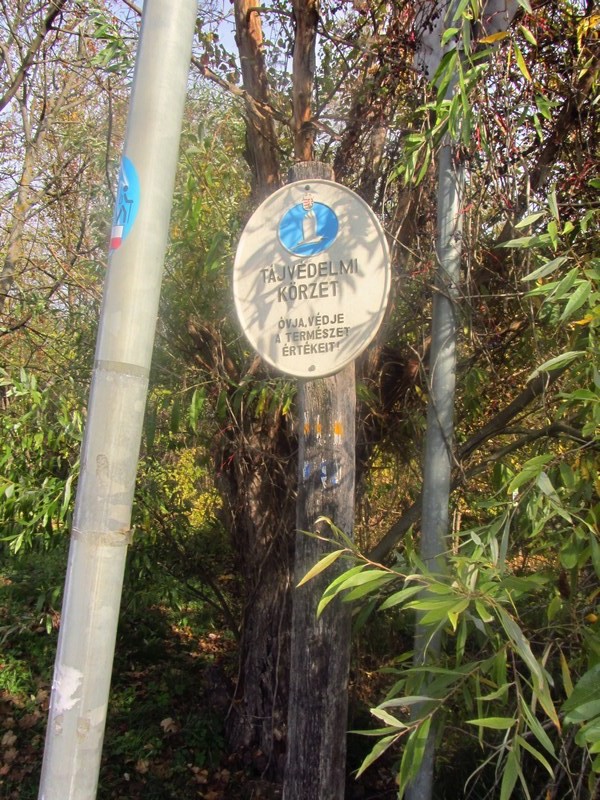 TÁJVÉDELMI
KÖRZET
ÓVJA, VÉDJE
A TERMÉSZET
ÉRTÉKEIT!